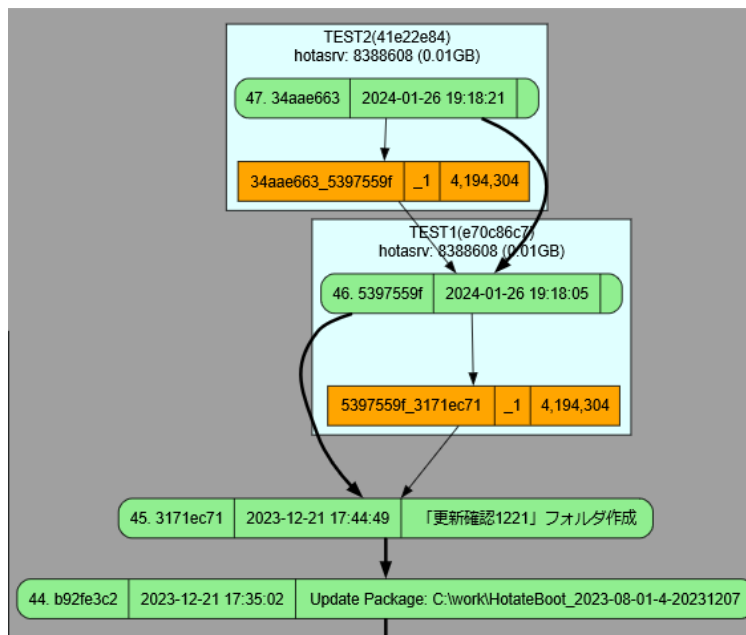 TEST2(41e22e84)
hotasrv: 8388608 (0.01GB)
47. 34aae663 2024-01-26 19:18:21
34aae663_5397559f _1 4,194,304
TEST1(e70c86c7)
hotasrv: 8388608 (0.01GB)
46. 5397559f 2024-01-26 19:18:05
5397559f_3171ec71 _1 4,194,304
45. 3171ec71 2023-12-21 17:44:49 「更新確認1221」フォルダ作成
44. b92fe3c2 2023-12-21 17:35:02 Update Package: C:\work\HotateBoot_2023-08-01-4-20231207